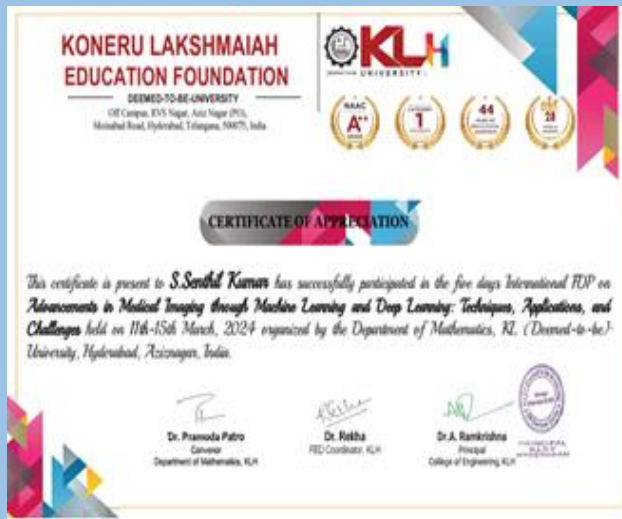 KONERU LAKSHMAIAH
EDUCATION FOUNDATION
DEEMED-TO-BE-UNIVERSITY
Off Campus, RVS Nagar, Aziz Nagar (PO),
Moinabad Road, Hyderabad, Telangana, 500075, India
KLH
UNIVERSITY
NAAC
A++
CATEGORY
1
44
28
CERTIFICATE OF APPRECIATION
This certificate is present to S.Senthil Kumar has successfully participated in the five days International FDP on
Advancements in Medical Imaging through Machine Learning and Deep Learning: Techniques, Applications, and
Challenges held on 11th-15th March, 2024 organized by the Department of Mathematics, KL (Deemed-to-be)
University, Hyderabad, Aziznagar, India.
Dr. Pramoda Patro
Convenor
Department of Mathematics, KLH
Dr. Rekha
FED Coordinator, KLH
Dr.A. Ramkrishna
Principal
College of Engineering, KLH
PRINCIPAL